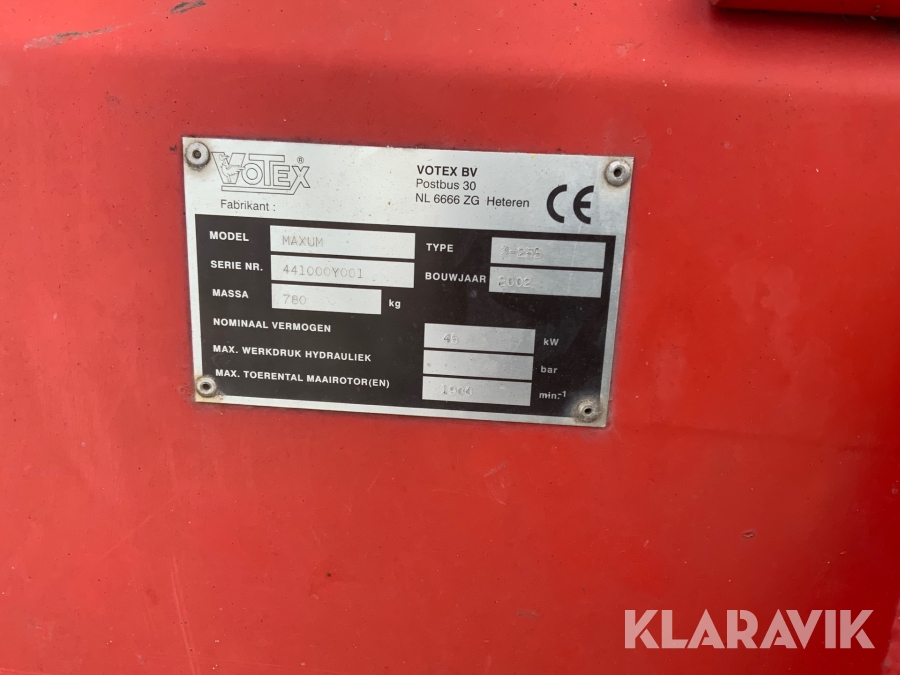 VOTEX ®
VOTEX BV
Postbus 30
NL 6666 ZG Heteren
CE
Fabrikant :
MODEL MAXUM
TYPE
SERIE NR. 441000Y001
BOUWJAAR 2002
MASSA 780 kg
NOMINAAL VERMOGEN kW
MAX. WERKDRUK HYDRAULIEK bar
MAX. TOERENTAL MAAIROTOR(EN) min.-1
KLARAVIK